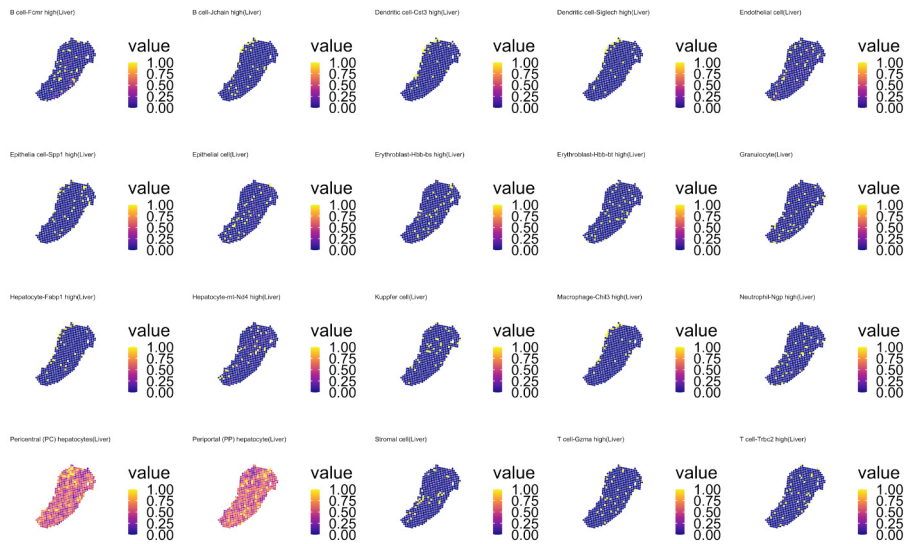 B cell-Fcmr high(Liver)
value
1.00
0.75
0.50
0.25
0.00
B cell-Jchain high(Liver)
value
1.00
0.75
0.50
0.25
0.00
Dendritic cell-Cst3 high(Liver)
value
1.00
0.75
0.50
0.25
0.00
Dendritic cell-Siglech high(Liver)
value
1.00
0.75
0.50
0.25
0.00
Endothelial cell(Liver)
value
1.00
0.75
0.50
0.25
0.00
Epithelia cell-Spp1 high(Liver)
value
1.00
0.75
0.50
0.25
0.00
Epithelial cell(Liver)
value
1.00
0.75
0.50
0.25
0.00
Erythroblast-Hbb-bs high(Liver)
value
1.00
0.75
0.50
0.25
0.00
Erythroblast-Hbb-bt high(Liver)
value
1.00
0.75
0.50
0.25
0.00
Granulocyte(Liver)
value
1.00
0.75
0.50
0.25
0.00
Hepatocyte-Fabp1 high(Liver)
value
1.00
0.75
0.50
0.25
0.00
Hepatocyte-mt-Nd4 high(Liver)
value
1.00
0.75
0.50
0.25
0.00
Kuppfer cell(Liver)
value
1.00
0.75
0.50
0.25
0.00
Macrophage-Chil3 high(Liver)
value
1.00
0.75
0.50
0.25
0.00
Neutrophil-Ngp high(Liver)
value
1.00
0.75
0.50
0.25
0.00
Pericentral (PC) hepatocytes(Liver)
value
1.00
0.75
0.50
0.25
0.00
Periportal (PP) hepatocyte(Liver)
value
1.00
0.75
0.50
0.25
0.00
Stromal cell(Liver)
value
1.00
0.75
0.50
0.25
0.00
T cell-Gzma high(Liver)
value
1.00
0.75
0.50
0.25
0.00
T cell-Trbc2 high(Liver)
value
1.00
0.75
0.50
0.25
0.00